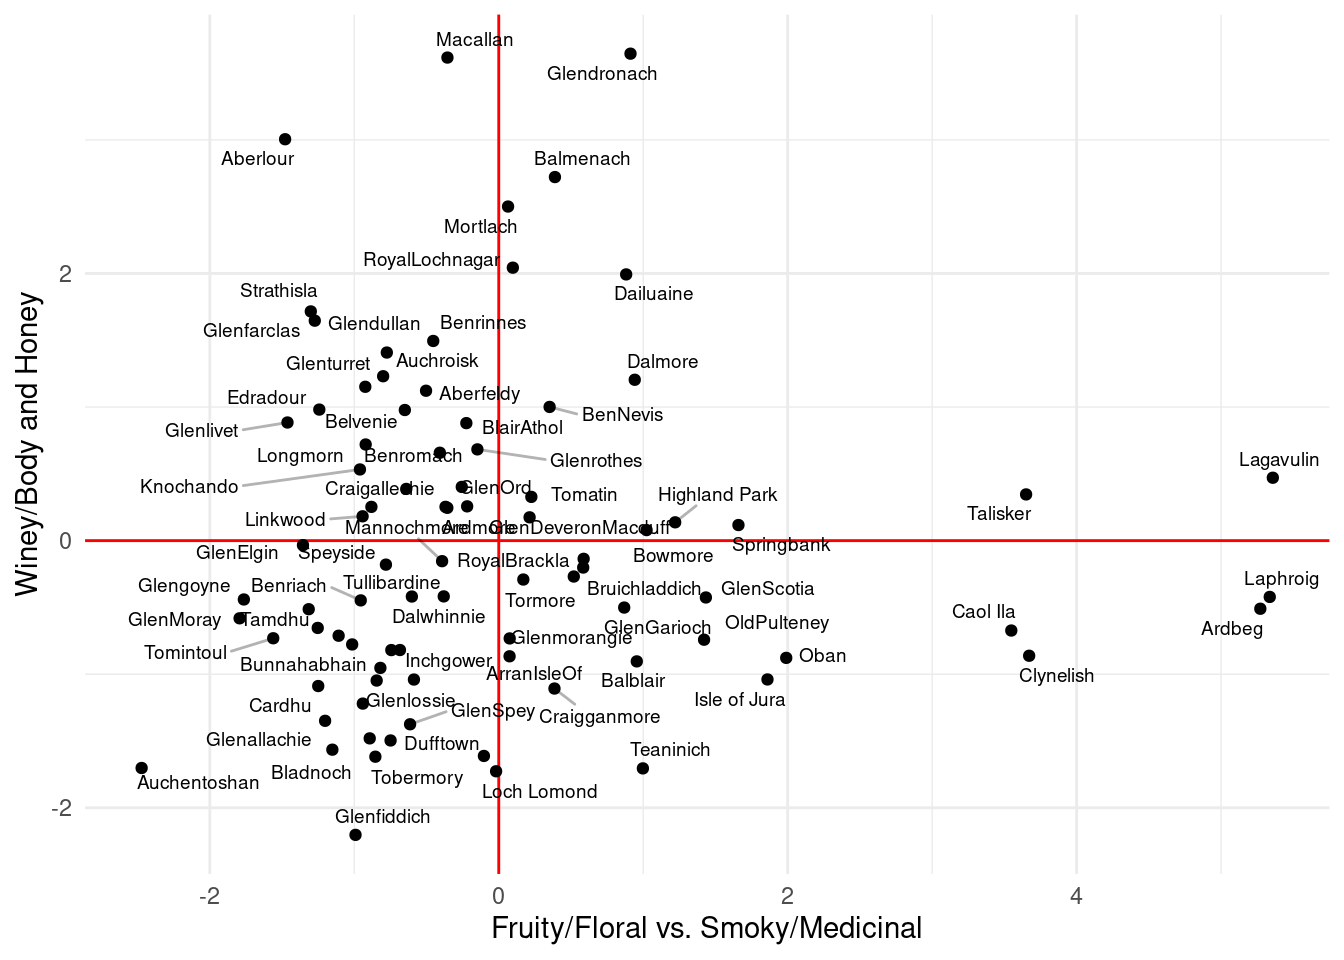 Macallan
Glendronach
Aberlour
Balmenach
Mortlach
RoyalLochnagar
2
Dailuaine
Strathisla
Glenfarclas
Glendullan
Benrinnes
Glenturret
Auchroisk
Dalmore
Edradour
Aberfeldy
Belvenie
BenNevis
Glenlivet
BlairAthol
Longmorn
Benromach
Glenrothes
Lagavulin
Knochando
Craigallechie
GlenOrd
Tomatin
Highland Park
Talisker
Linkwood
Mannochmore
Ardmore
GlenDeveronMacduff
0
Springbank
GlenElgin
Speyside
RoyalBrackla
Bowmore
Glengoyne
Benriach
Tullibardine
Bruichladdich
GlenScotia
Laphroig
Tormore
Caol Ila
GlenMoray
Tamdhu
Dalwhinnie
GlenGarioch
OldPulteney
Ardbeg
Glenmorangie
Tomintoul
Bunnahabhain
Inchgower
Oban
ArranIsleOf
Balblair
Clynelish
Cardhu
Glenlossie
GlenSpey
Craigganmore
Isle of Jura
Glenallachie
Dufftown
Teaninich
Auchentoshan
Bladnoch
Tobermory
Loch Lomond
-2
Glenfiddich
-2
0
2
4
Fruity/Floral vs. Smoky/Medicinal
Winey/Body and Honey